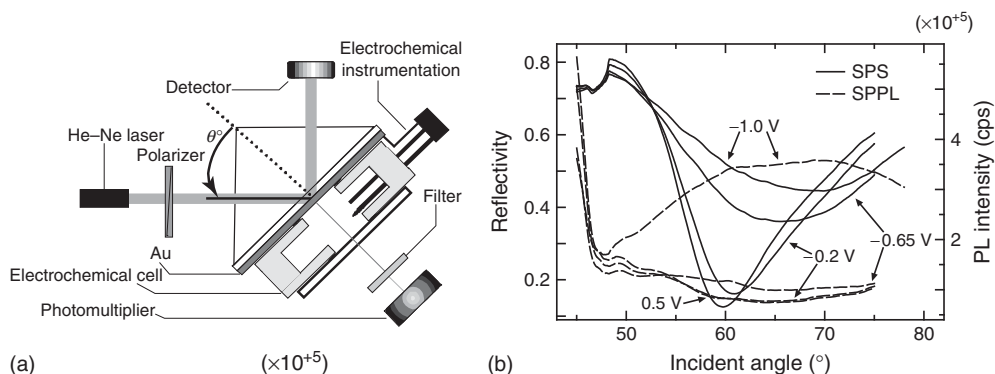 Electrochemical
instrumentation
Detector
θ°
He–Ne laser
Polarizer
Filter
Au
Electrochemical cell
Photomultiplier
(a)
(×10⁺⁵)
(×10⁺⁵)
SPS
SPPL
−1.0 V
−0.65 V
−0.2 V
0.5 V
Reflectivity
0.8
0.6
0.4
0.2
PL intensity (cps)
4
2
50
60
70
80
Incident angle (°)
(b)